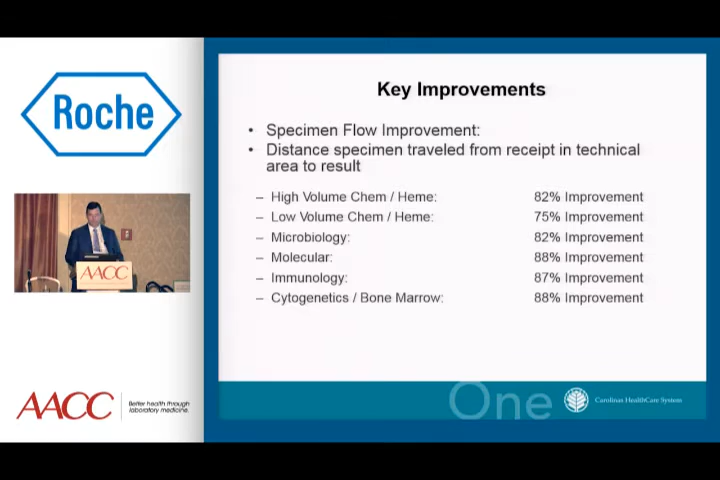 Roche
AACC
AACC
Better health through
laboratory medicine.
Key Improvements
• Specimen Flow Improvement:
• Distance specimen traveled from receipt in technical
area to result
– High Volume Chem / Heme: 82% Improvement
– Low Volume Chem / Heme: 75% Improvement
– Microbiology: 82% Improvement
– Molecular: 88% Improvement
– Immunology: 87% Improvement
– Cytogenetics / Bone Marrow: 88% Improvement
One
Carolinas HealthCare System